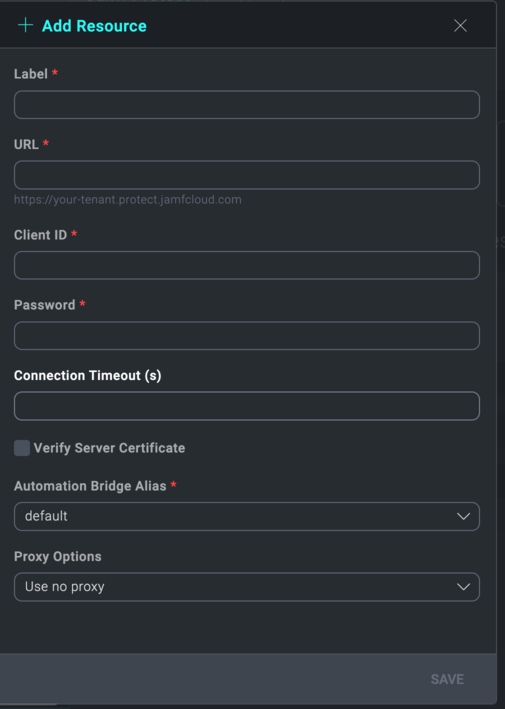 + Add Resource
Label *
URL *
https://your-tenant.protect.jamfcloud.com
Client ID *
Password *
Connection Timeout (s)
Verify Server Certificate
Automation Bridge Alias *
default
Proxy Options
Use no proxy
SAVE